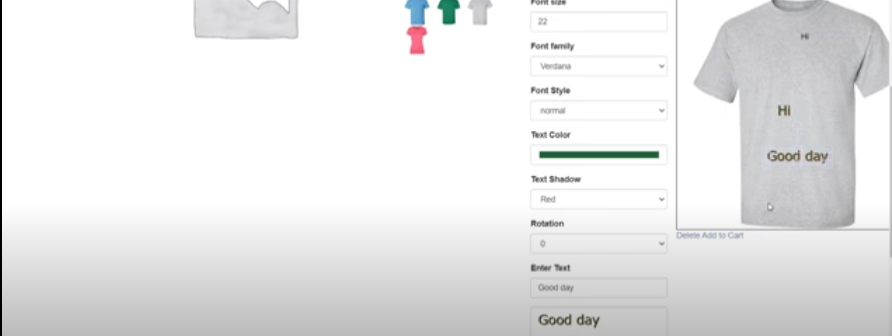 Font size
22
Font family
Verdana
Font Style
normal
Text Color
Text Shadow
Red
Rotation
0
Enter Text
Good day
Good day
Hi
Hi
Good day
Delete Add to Cart